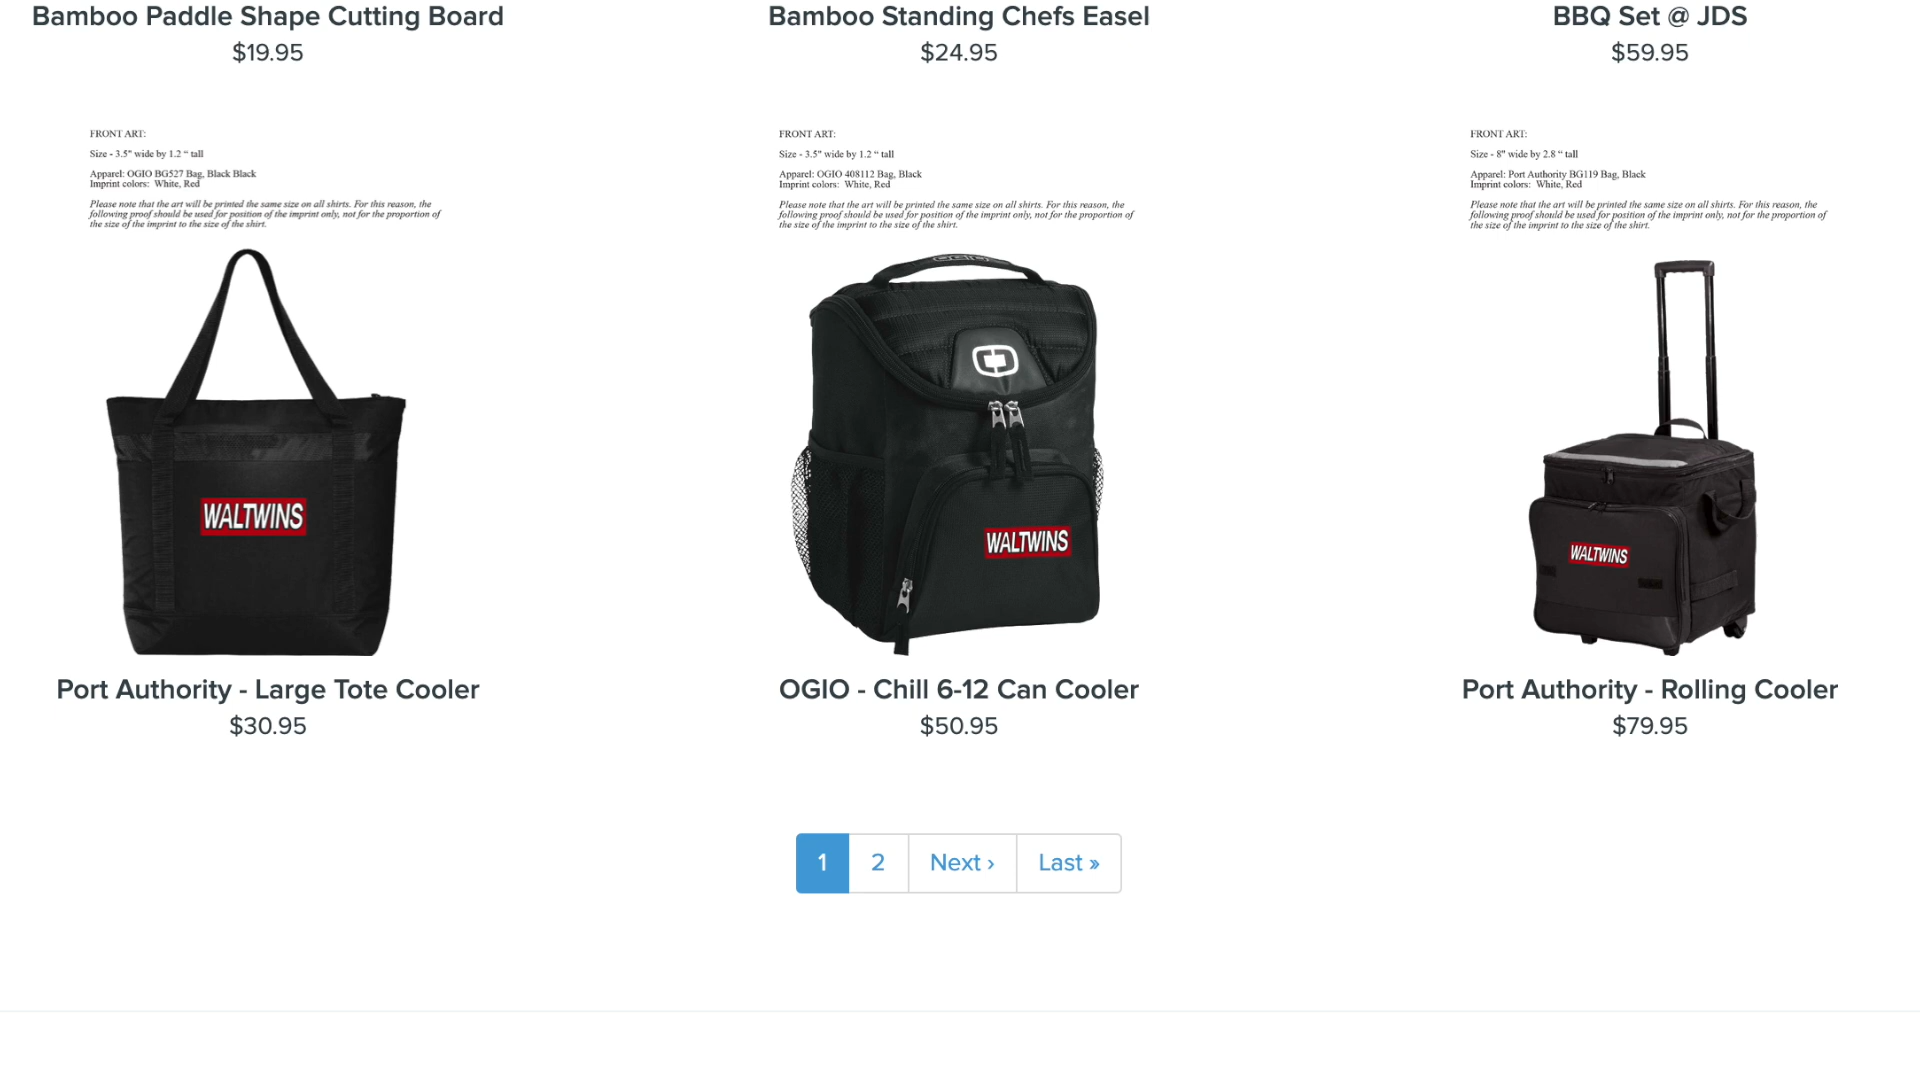 Bamboo Paddle Shape Cutting Board
$19.95
Bamboo Standing Chefs Easel
$24.95
BBQ Set @ JDS
$59.95
FRONT ART:
Size - 3.5" wide by 1.2 “ tall
Apparel: OGIO BG527 Bag, Black Black
Imprint colors:  White, Red
Please note that the art will be printed the same size on all shirts. For this reason, the
following proof should be used for position of the imprint only, not for the proportion of
the size of the imprint to the size of the shirt.
WALTWINS
Port Authority - Large Tote Cooler
$30.95
FRONT ART:
Size - 3.5" wide by 1.2 “ tall
Apparel: OGIO 408112 Bag, Black
Imprint colors:  White, Red
Please note that the art will be printed the same size on all shirts. For this reason, the
following proof should be used for position of the imprint only, not for the proportion of
the size of the imprint to the size of the shirt.
OGIO
WALTWINS
OGIO - Chill 6-12 Can Cooler
$50.95
FRONT ART:
Size - 8" wide by 2.8 “ tall
Apparel: Port Authority BG119 Bag, Black
Imprint colors:  White, Red
Please note that the art will be printed the same size on all shirts. For this reason, the
following proof should be used for position of the imprint only, not for the proportion of
the size of the imprint to the size of the shirt.
WALTWINS
Port Authority - Rolling Cooler
$79.95
1 2 Next › Last »